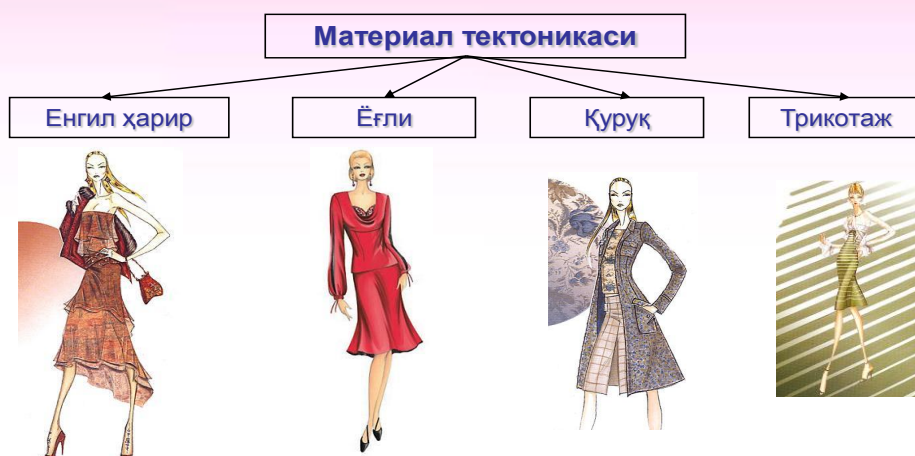 Материал тектоникаси
Енгил ҳарир
Ёғли
Қуруқ
Трикотаж